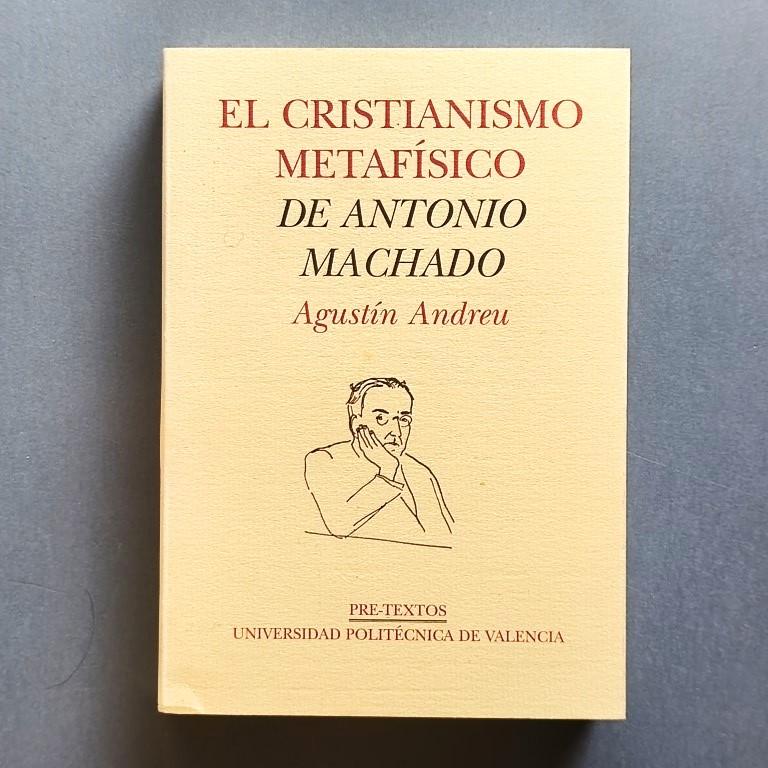 EL CRISTIANISMO
METAFÍSICO
DE ANTONIO
MACHADO
Agustín Andreu
PRE-TEXTOS
UNIVERSIDAD POLITÉCNICA DE VALENCIA